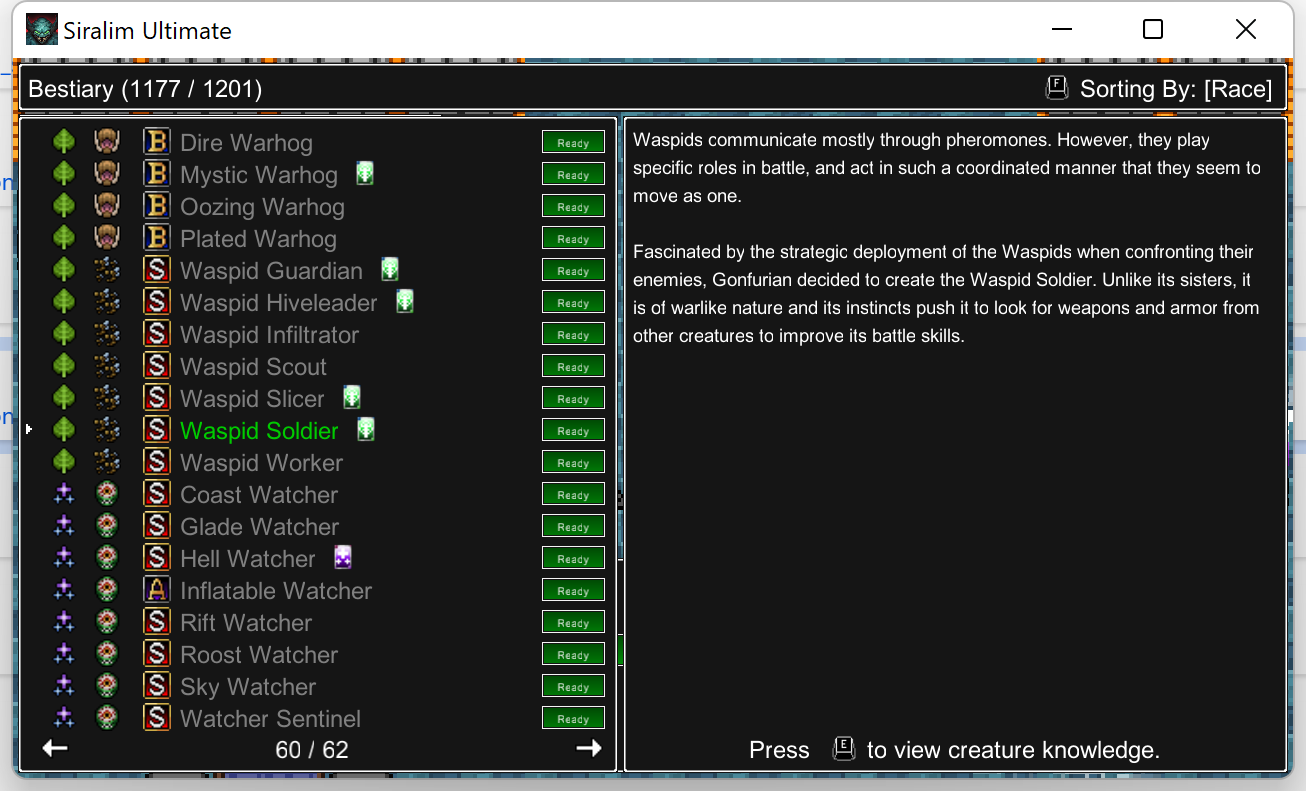 Siralim Ultimate
Bestiary (1177 / 1201)
F Sorting By: [Race]
B Dire Warhog Ready
B Mystic Warhog Ready
B Oozing Warhog Ready
B Plated Warhog Ready
S Waspid Guardian Ready
S Waspid Hiveleader Ready
S Waspid Infiltrator Ready
S Waspid Scout Ready
S Waspid Slicer Ready
S Waspid Soldier Ready
S Waspid Worker Ready
S Coast Watcher Ready
S Glade Watcher Ready
S Hell Watcher Ready
A Inflatable Watcher Ready
S Rift Watcher Ready
S Roost Watcher Ready
S Sky Watcher Ready
S Watcher Sentinel Ready
60 / 62
Waspids communicate mostly through pheromones. However, they play
specific roles in battle, and act in such a coordinated manner that they seem to
move as one.
Fascinated by the strategic deployment of the Waspids when confronting their
enemies, Gonfurian decided to create the Waspid Soldier. Unlike its sisters, it
is of warlike nature and its instincts push it to look for weapons and armor from
other creatures to improve its battle skills.
Press E to view creature knowledge.